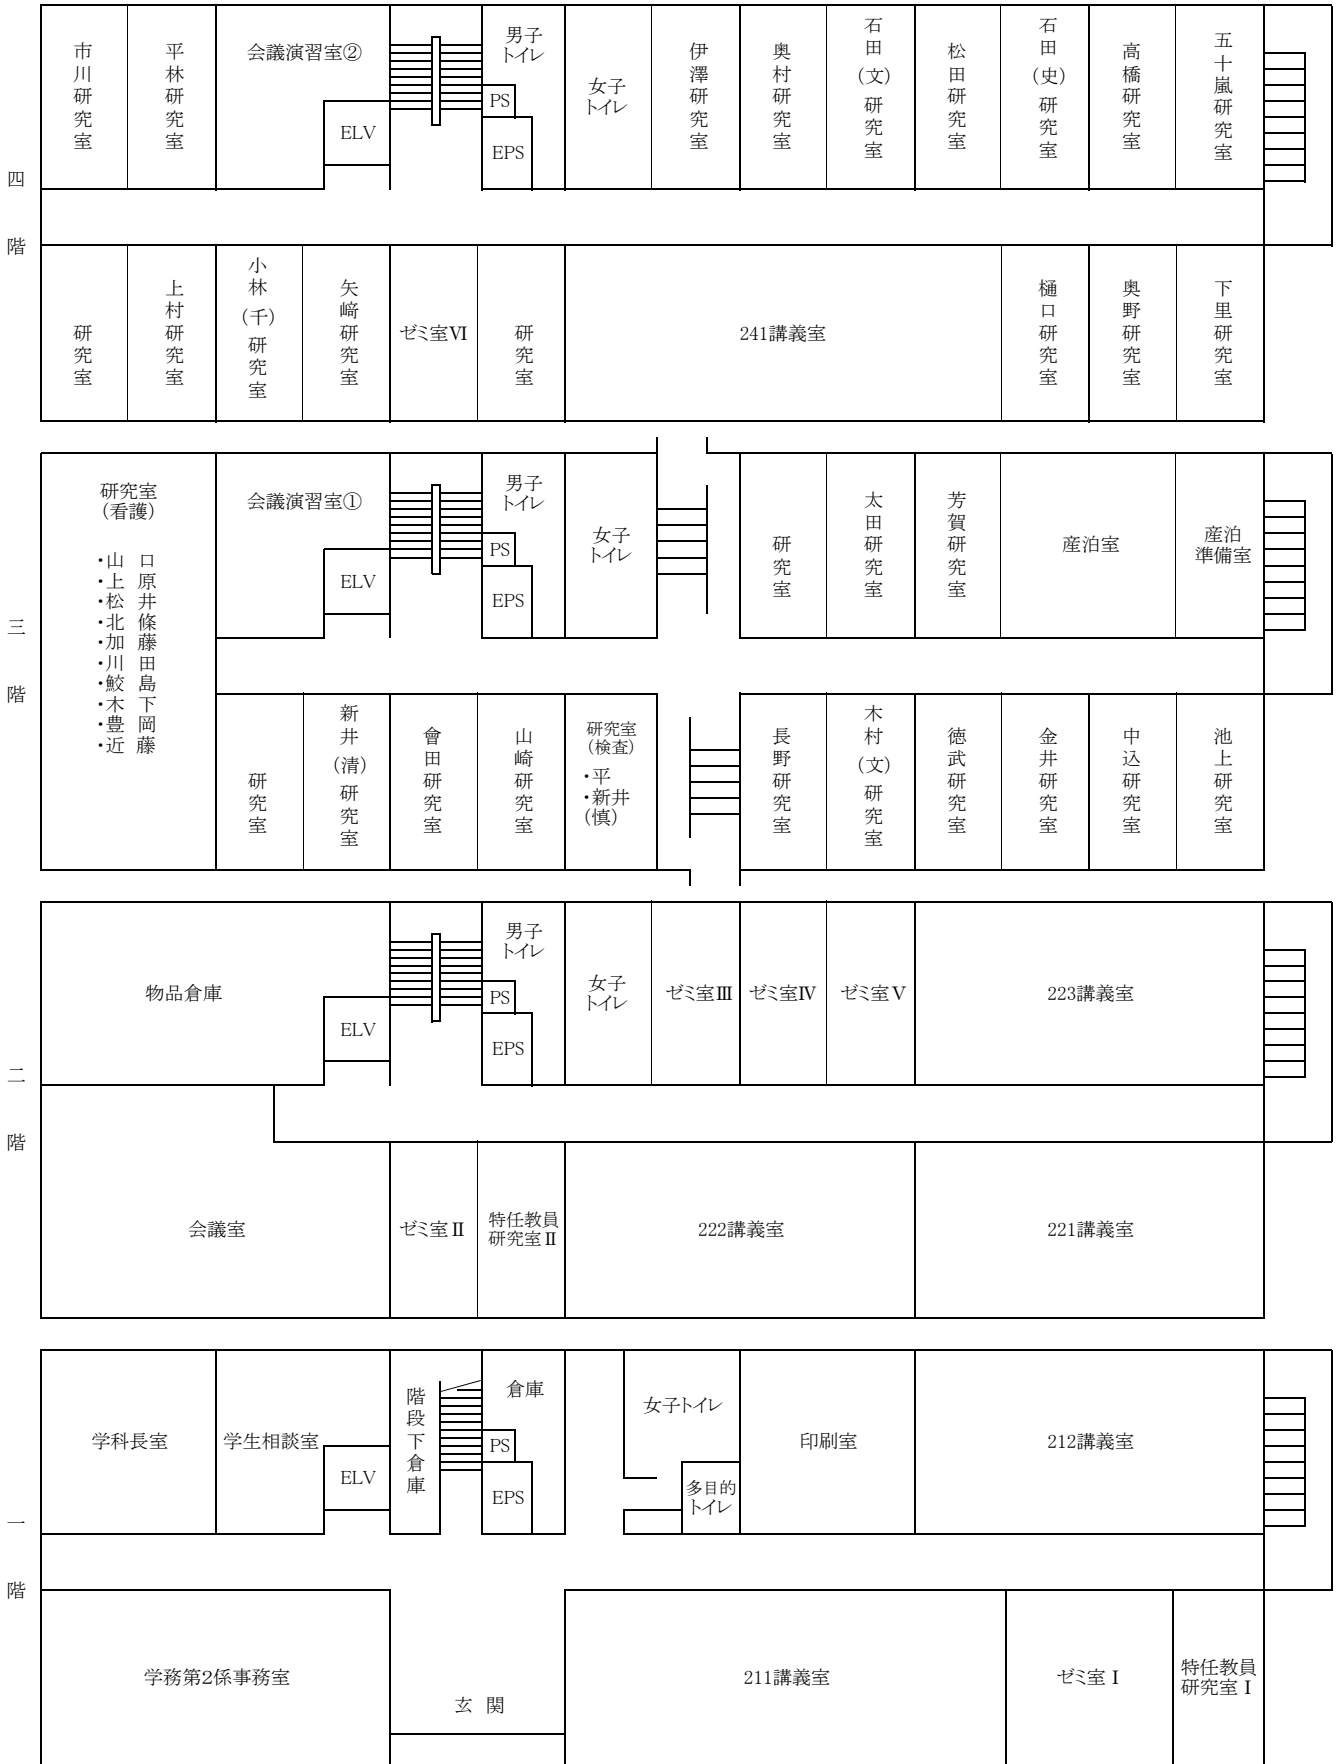 四階
市川研究室
平林研究室
会議演習室②
ELV
男子
トイレ
PS
EPS
女子
トイレ
伊澤研究室
奥村研究室
石田(文)研究室
松田研究室
石田(史)研究室
高橋研究室
五十嵐研究室
研究室
上村研究室
小林(千)研究室
矢﨑研究室
ゼミ室Ⅵ
研究室
241講義室
樋口研究室
奥野研究室
下里研究室
三階
研究室
(看護)
・山 口
・上 原
・松 井
・北 條
・加 藤
・川 田
・鮫 島
・木 下
・豊 岡
・近 藤
会議演習室①
ELV
男子
トイレ
PS
EPS
女子
トイレ
研究室
太田研究室
芳賀研究室
産泊室
産泊
準備室
研究室
新井(清)研究室
會田研究室
山崎研究室
研究室
(検査)
・平
・新井
(慎)
長野研究室
木村(文)研究室
徳武研究室
金井研究室
中込研究室
池上研究室
二階
物品倉庫
ELV
男子
トイレ
PS
EPS
女子
トイレ
ゼミ室Ⅲ
ゼミ室Ⅳ
ゼミ室Ⅴ
223講義室
会議室
ゼミ室Ⅱ
特任教員
研究室Ⅱ
222講義室
221講義室
一階
学科長室
学生相談室
ELV
階段下倉庫
倉庫
PS
EPS
女子トイレ
多目的
トイレ
印刷室
212講義室
学務第2係事務室
玄 関
211講義室
ゼミ室Ⅰ
特任教員
研究室Ⅰ